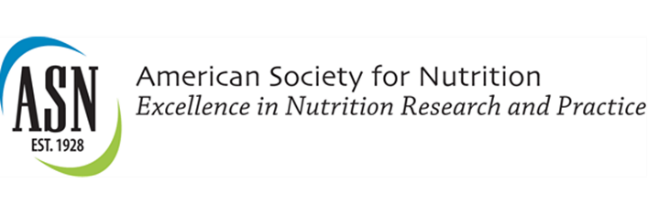 ASN
EST. 1928
American Society for Nutrition
Excellence in Nutrition Research and Practice